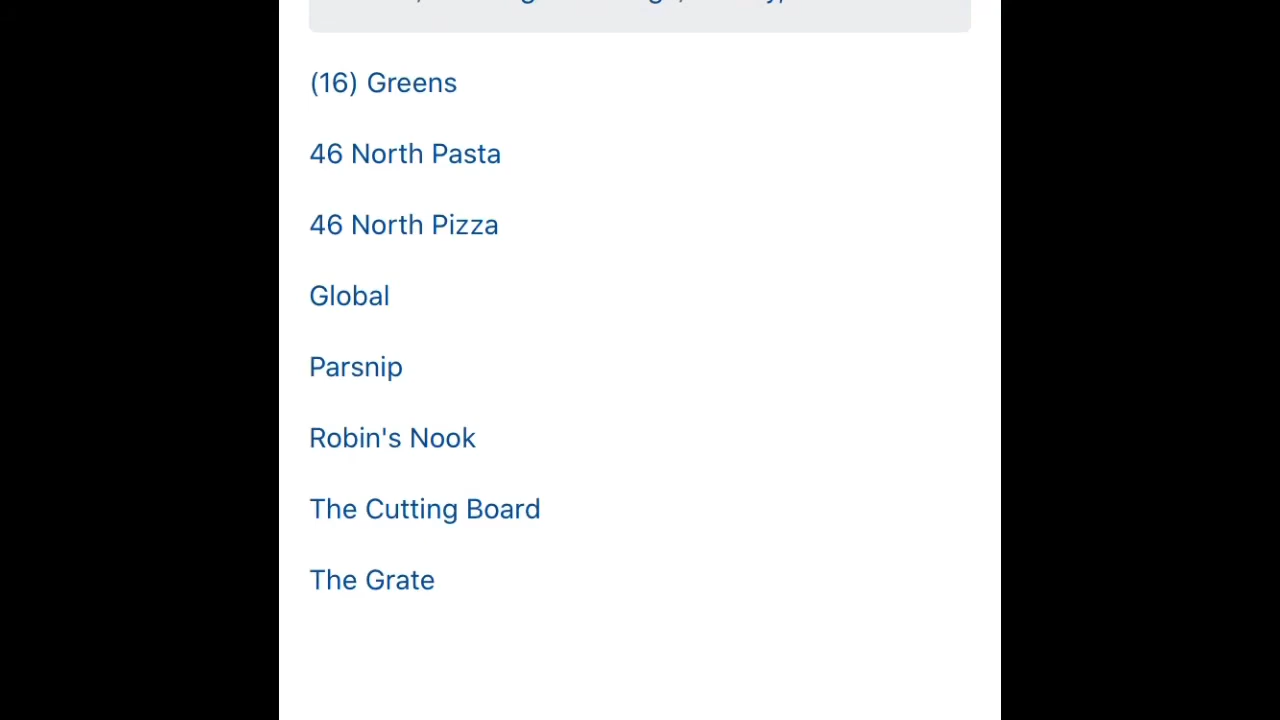 (16) Greens
46 North Pasta
46 North Pizza
Global
Parsnip
Robin's Nook
The Cutting Board
The Grate